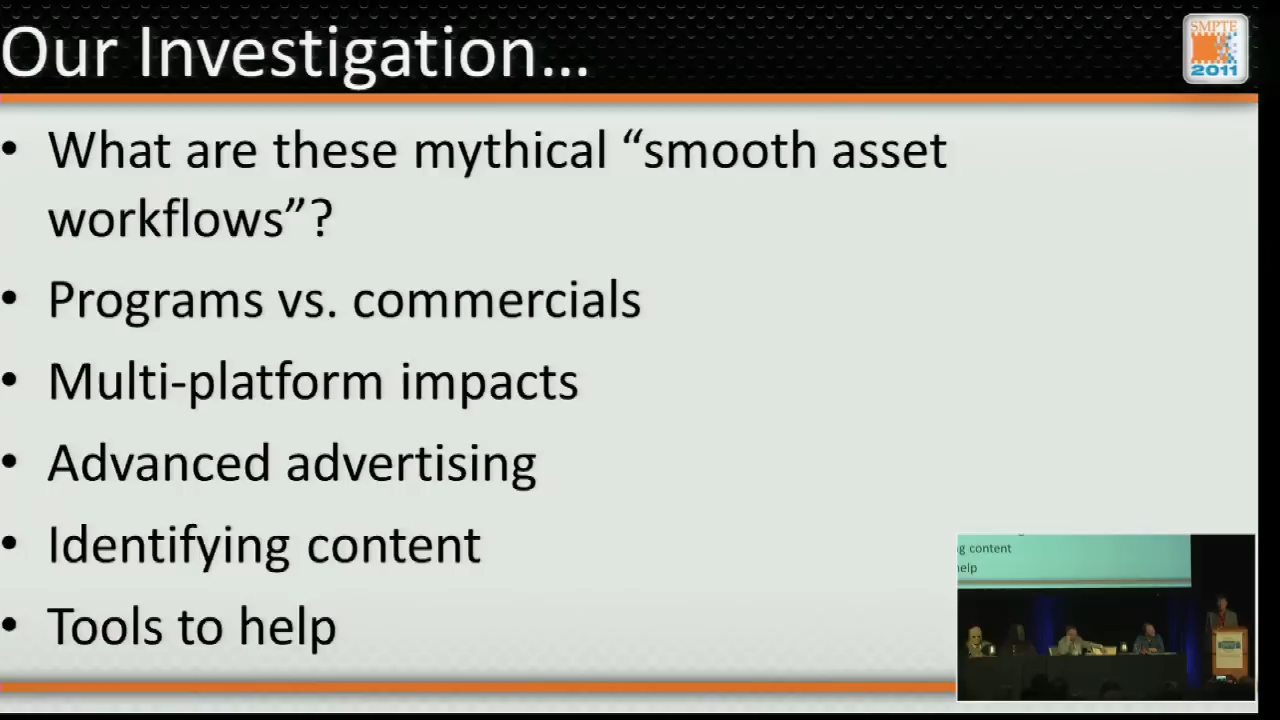 Our Investigation...
SMPTE
2011
• What are these mythical “smooth asset
workflows”?
• Programs vs. commercials
• Multi-platform impacts
• Advanced advertising
• Identifying content
• Tools to help
ng content
help